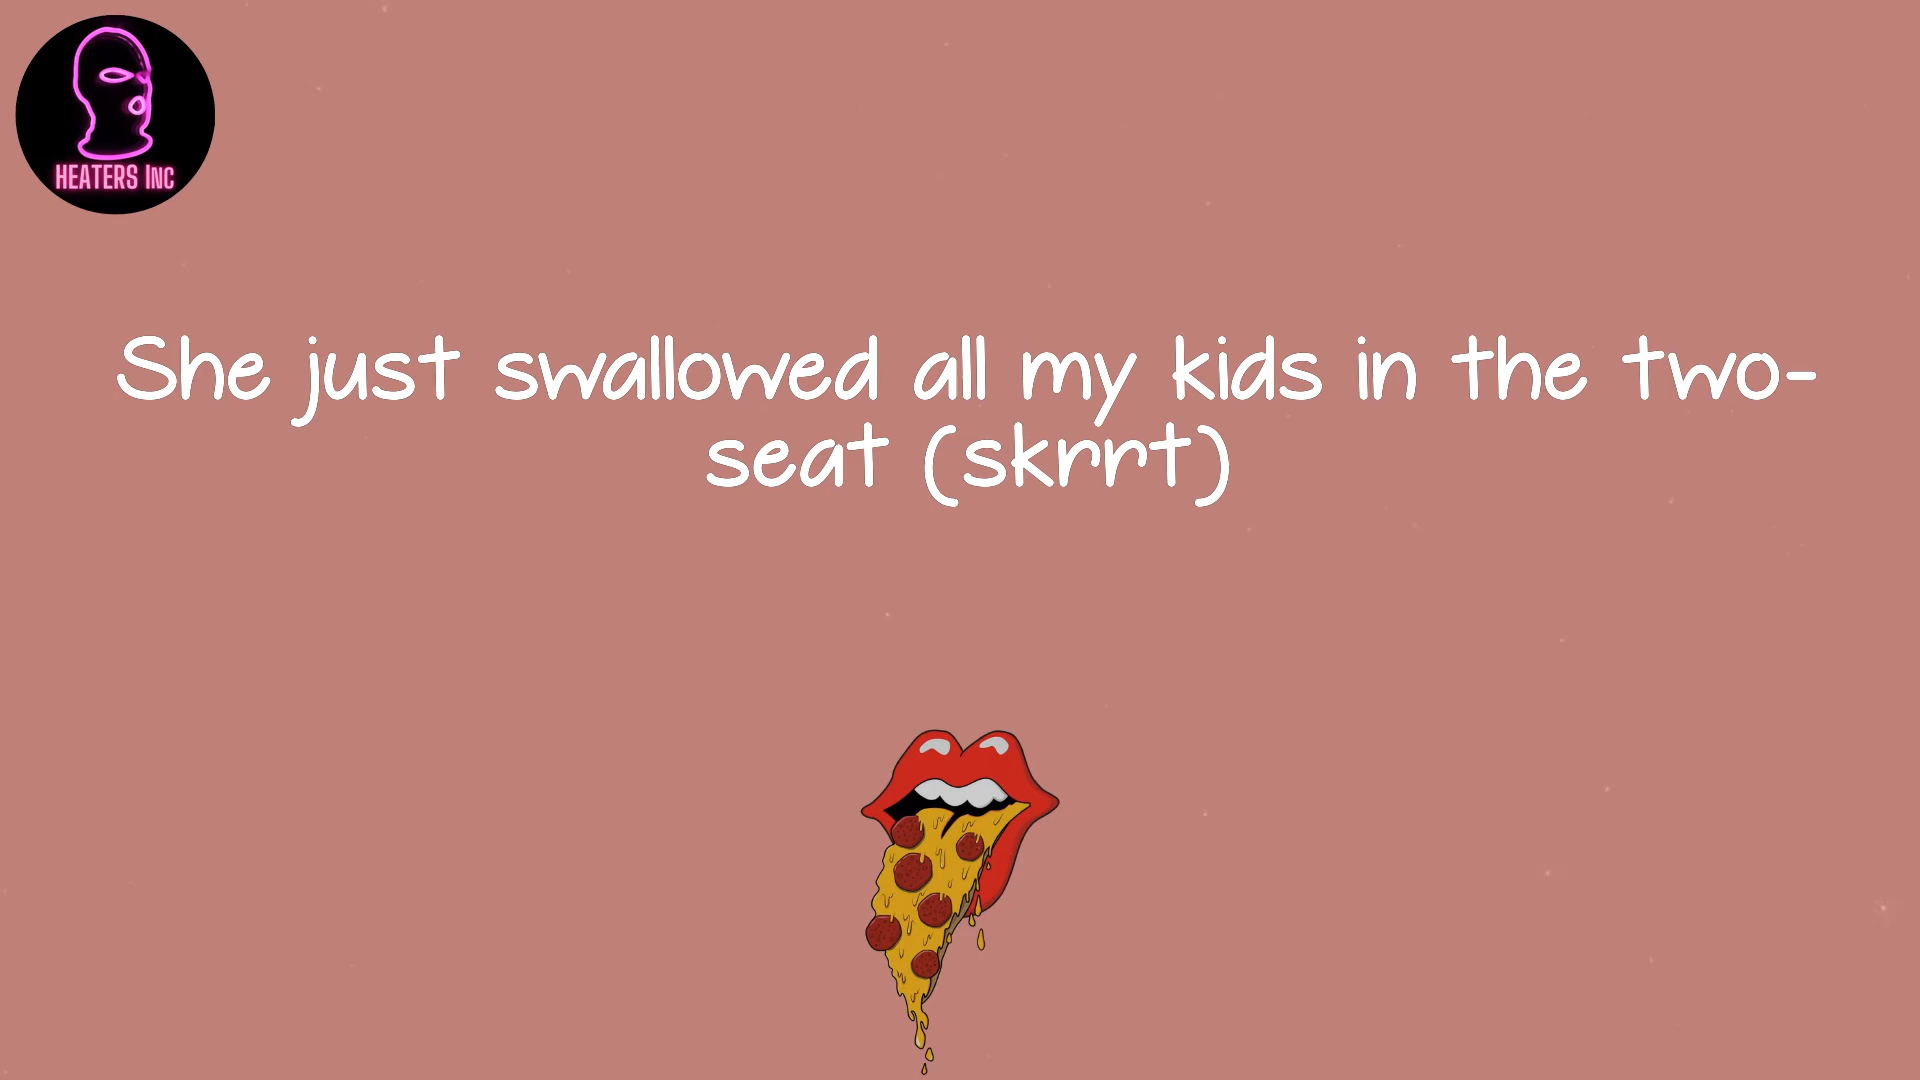 HEATERS INC
She just swallowed all my kids in the two-
seat (skrrt)